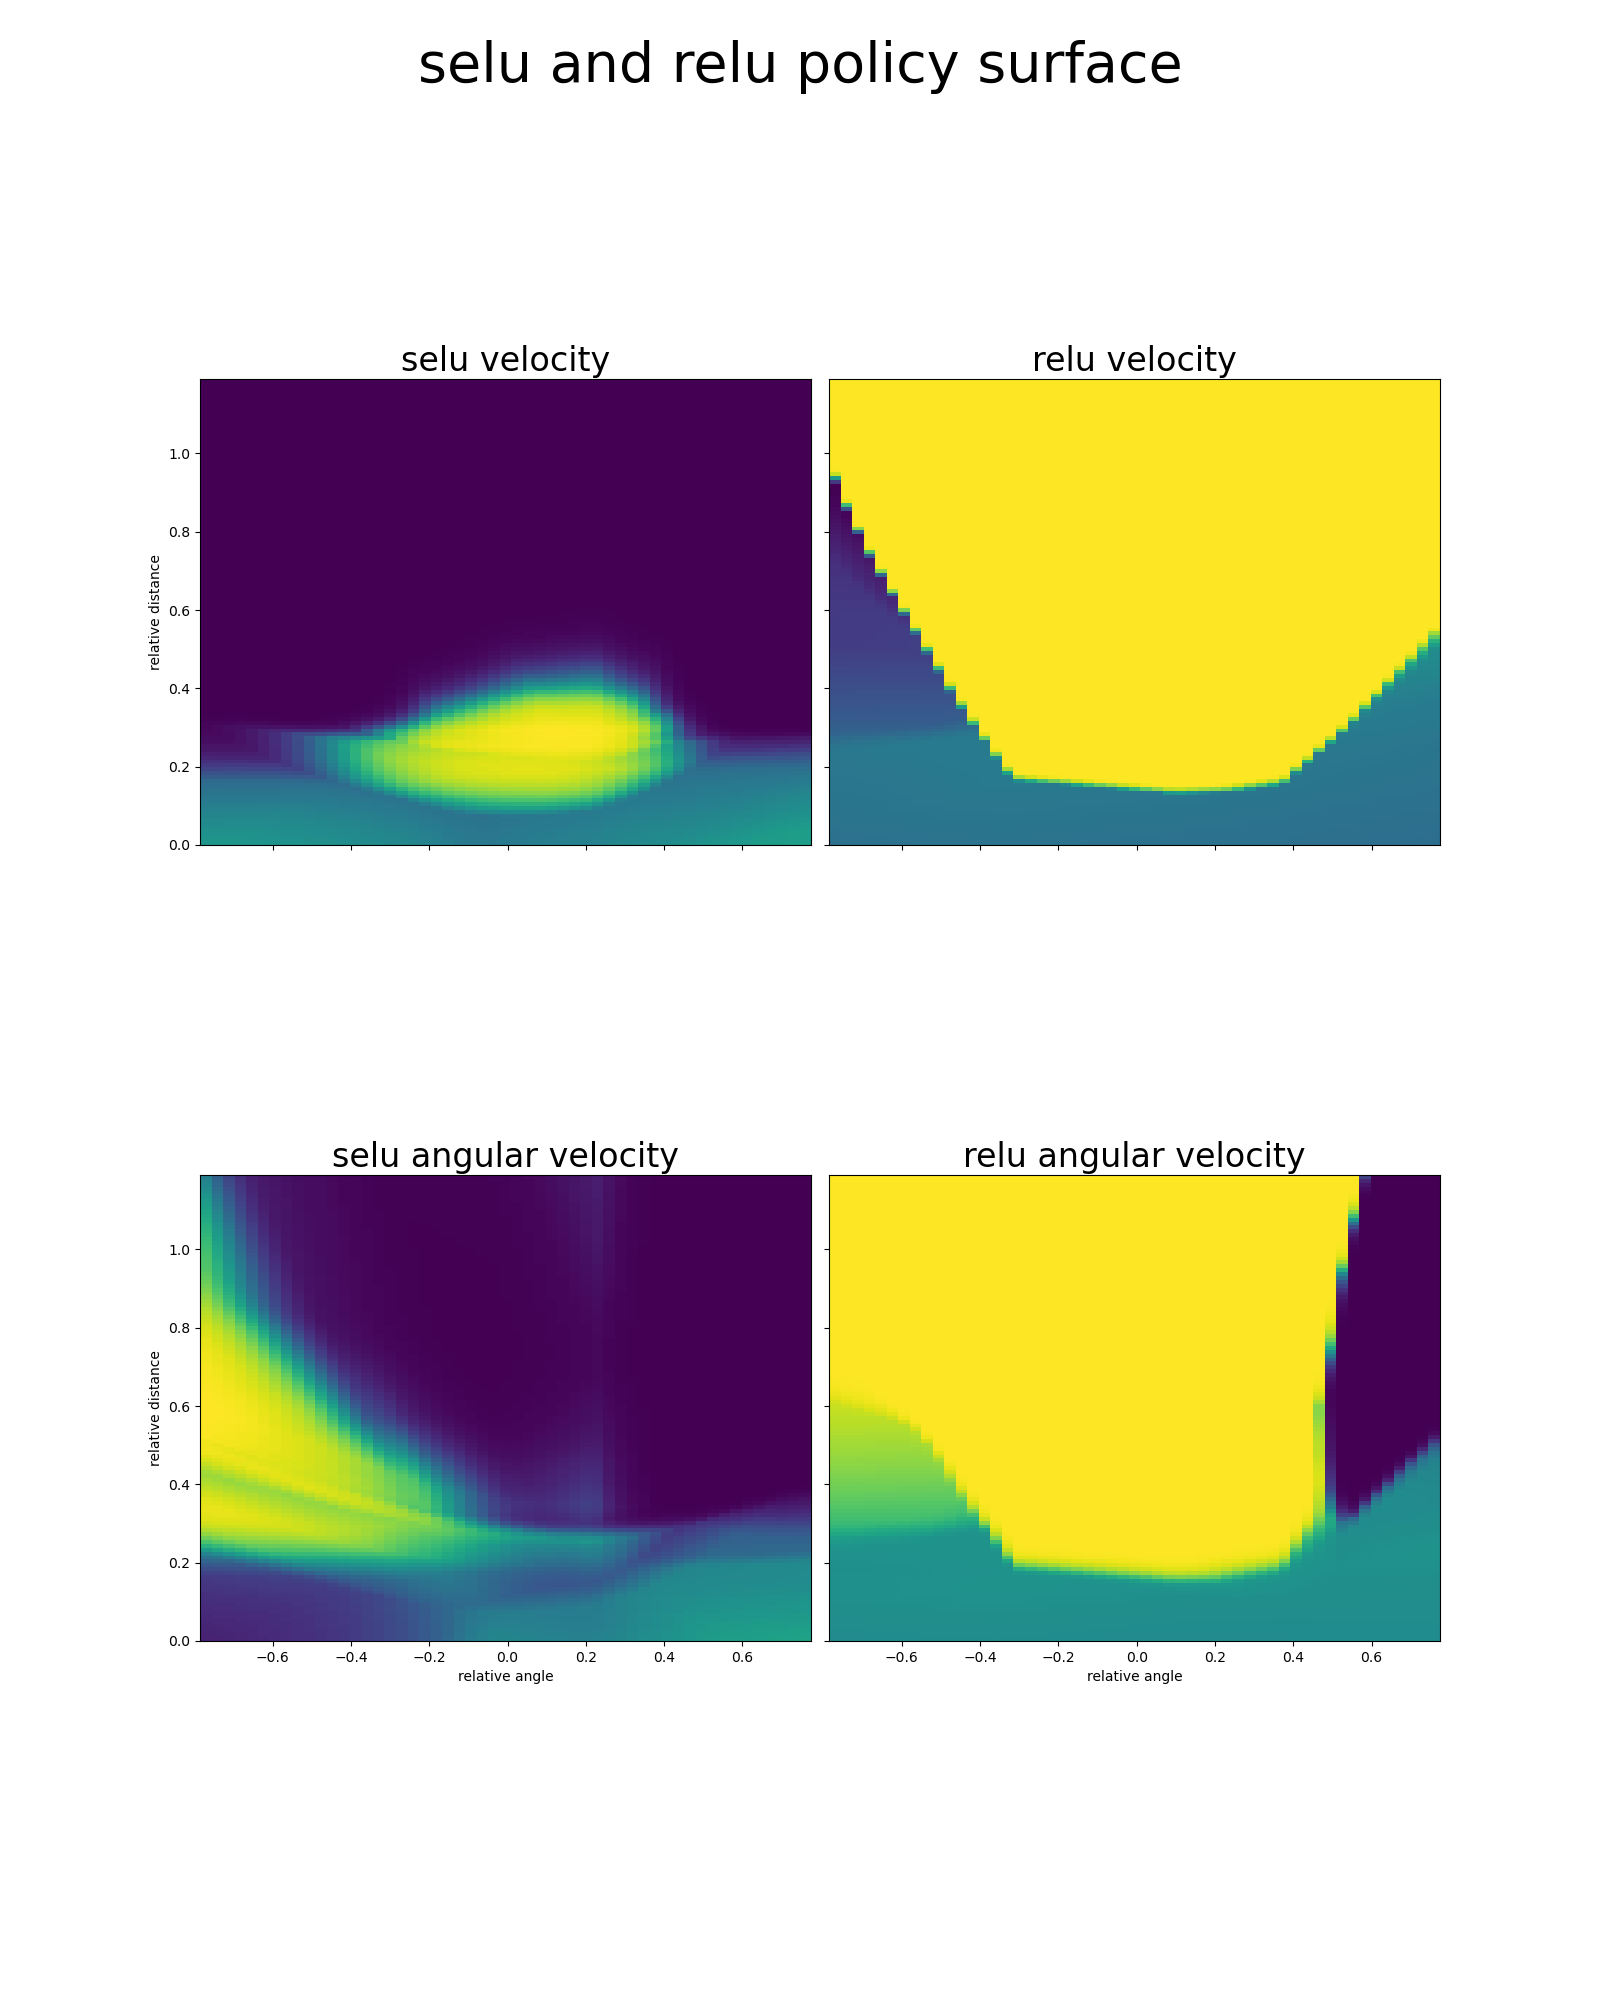 selu and relu policy surface
selu velocity
relu velocity
relative distance
1.0
0.8
0.6
0.4
0.2
0.0
selu angular velocity
relu angular velocity
relative distance
1.0
0.8
0.6
0.4
0.2
0.0
−0.6 −0.4 −0.2 0.0 0.2 0.4 0.6
relative angle
−0.6 −0.4 −0.2 0.0 0.2 0.4 0.6
relative angle